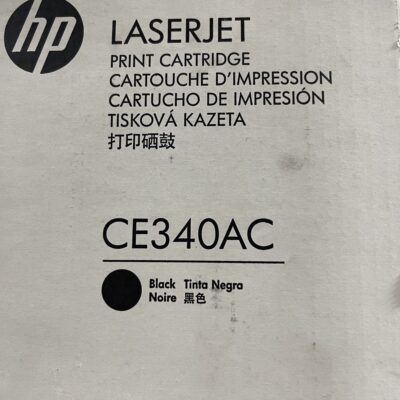 hp
LASERJET
PRINT CARTRIDGE
CARTOUCHE D'IMPRESSION
CARTUCHO DE IMPRESIÓN
TISKOVÁ KAZETA
打印硒鼓
CE340AC
Black Tinta Negra
Noire 黑色